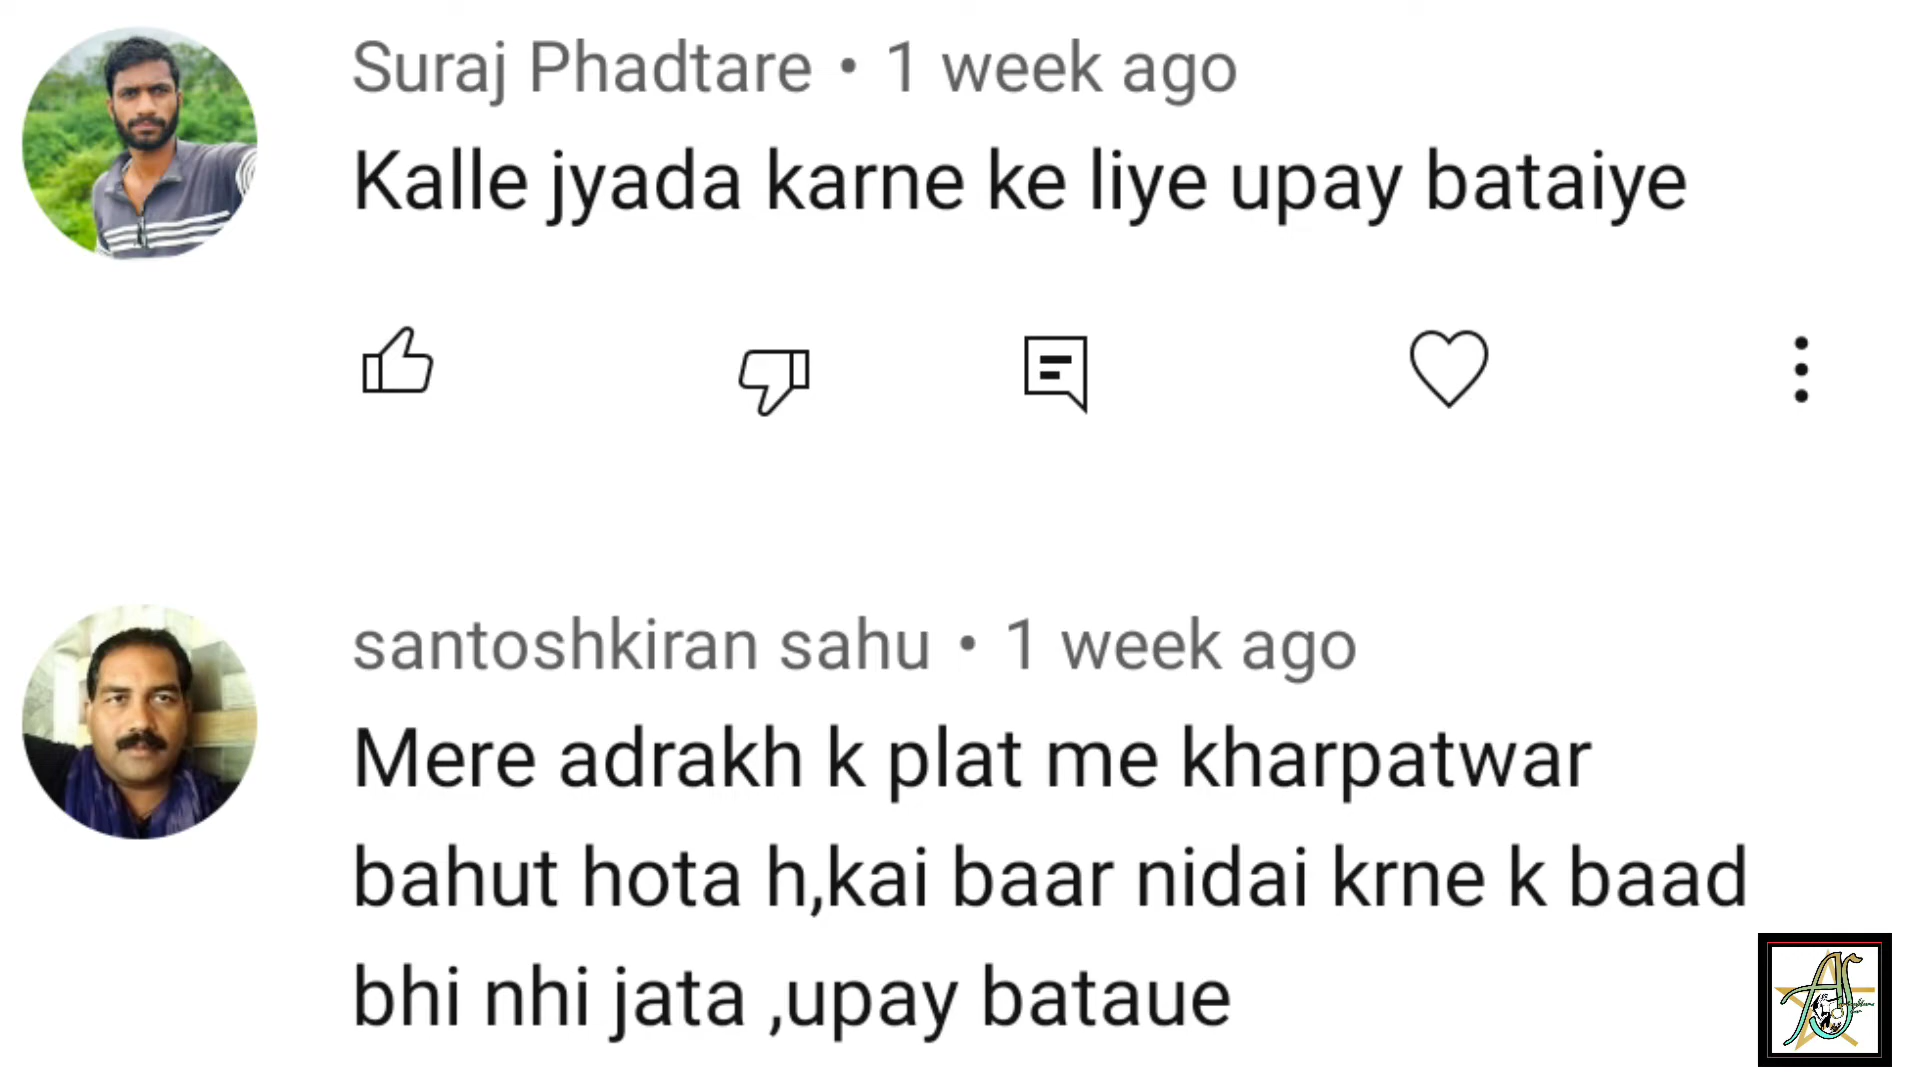 Suraj Phadtare • 1 week ago
Kalle jyada karne ke liye upay bataiye
santoshkiran sahu • 1 week ago
Mere adrakh k plat me kharpatwar
bahut hota h,kai baar nidai krne k baad
bhi nhi jata ,upay bataue